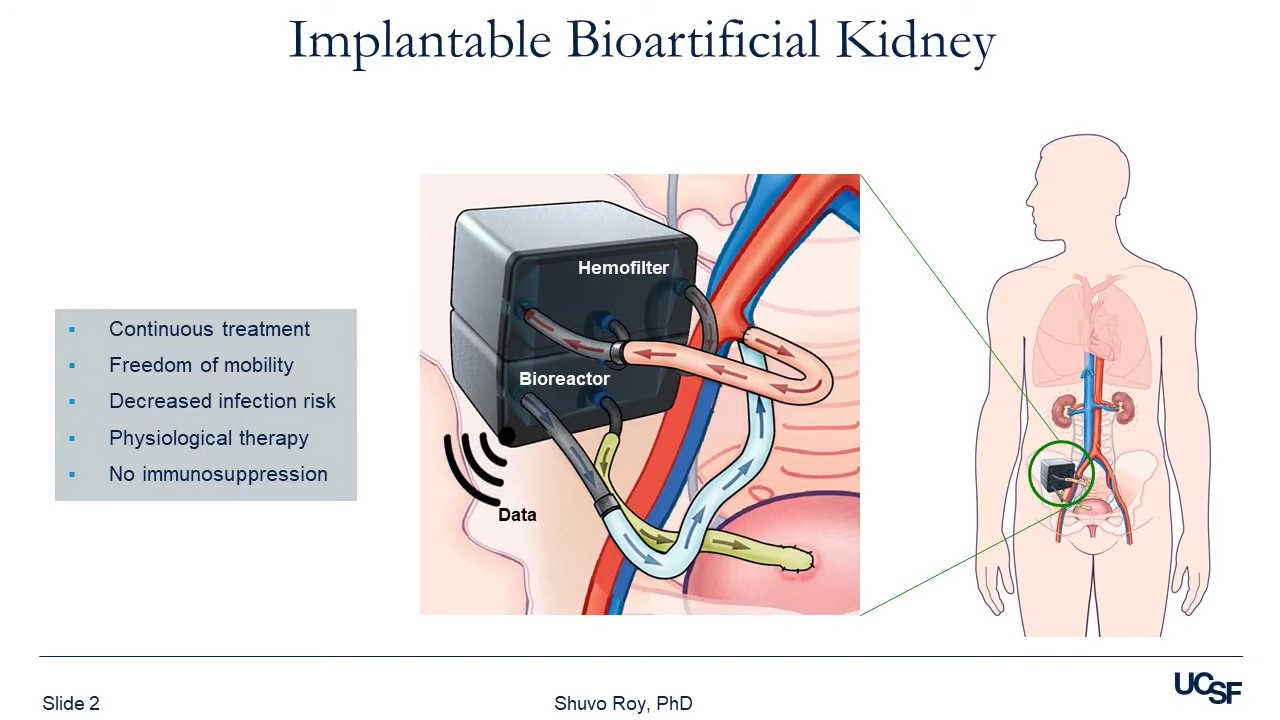 Implantable Bioartificial Kidney
▪ Continuous treatment
▪ Freedom of mobility
▪ Decreased infection risk
▪ Physiological therapy
▪ No immunosuppression
Hemofilter
Bioreactor
Data
Slide 2
Shuvo Roy, PhD
UCSF